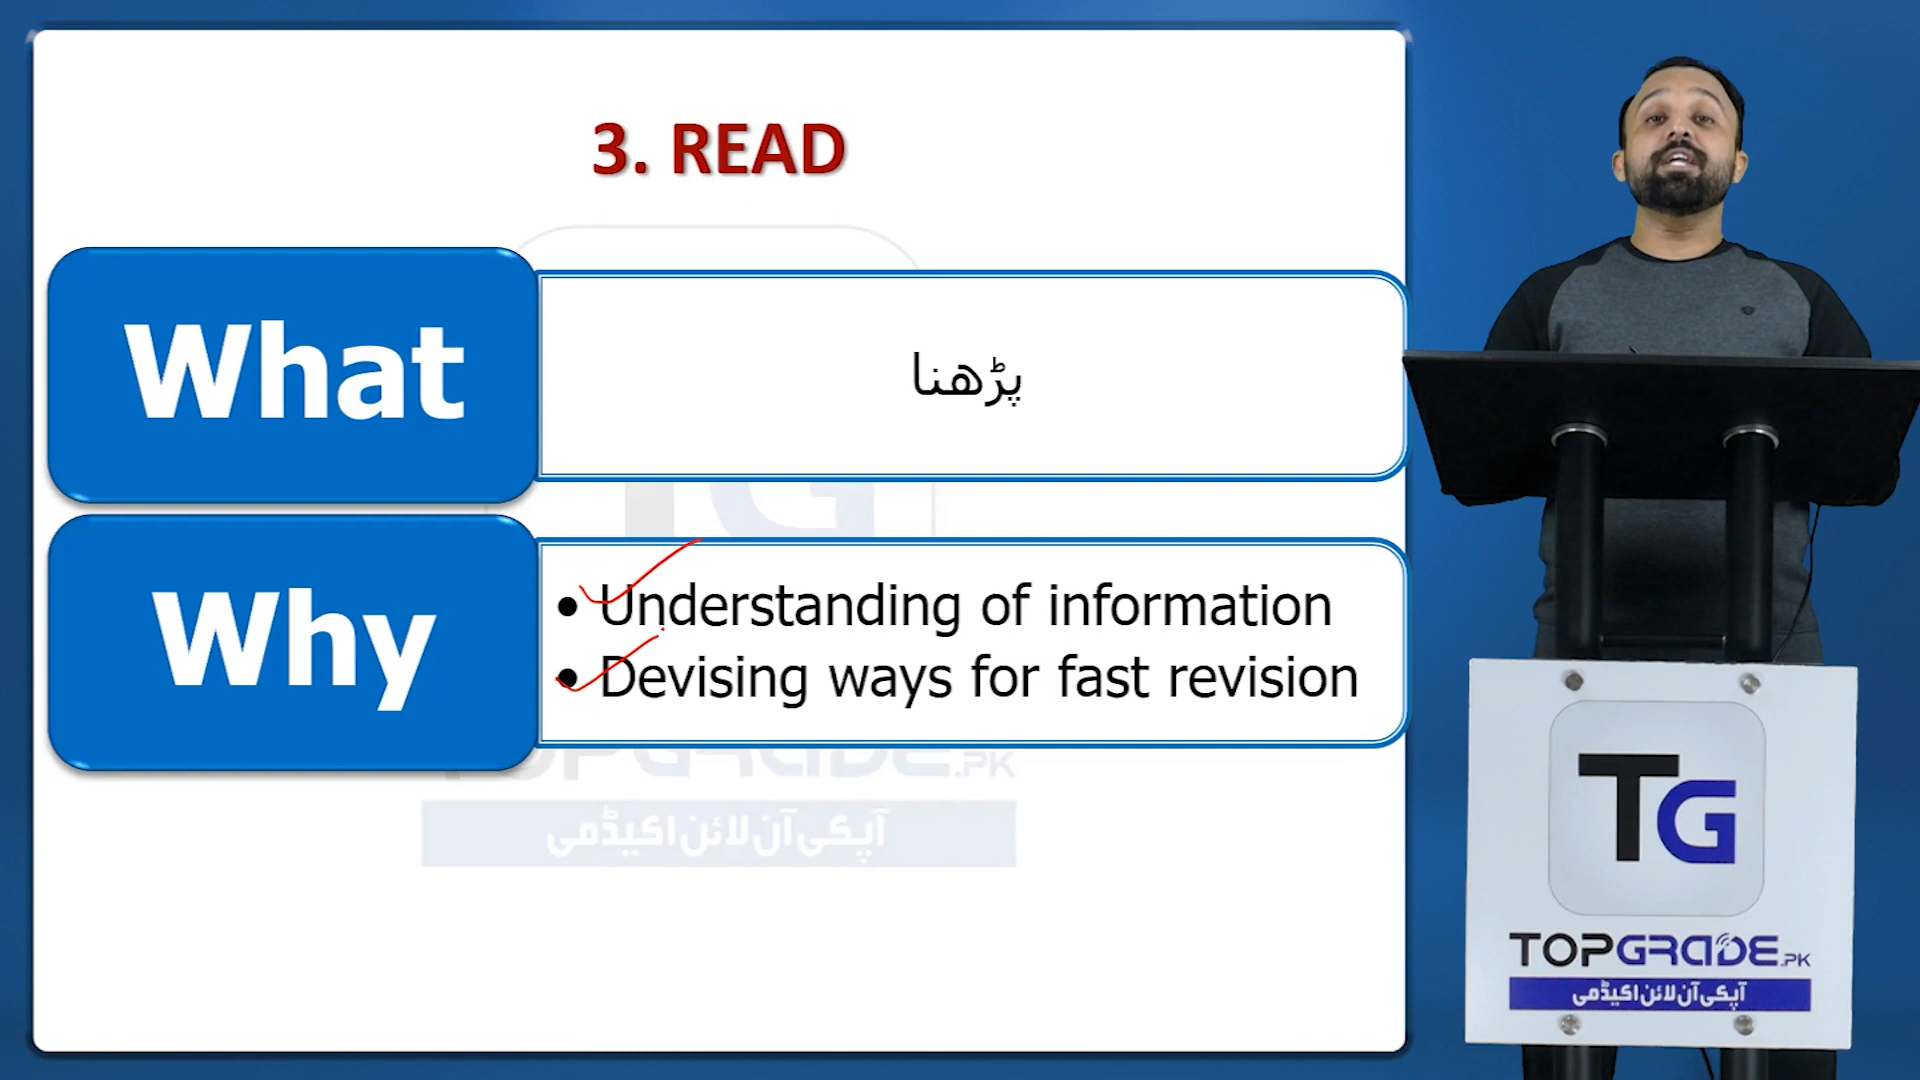 3. READ
What
پڑھنا
Why
• Understanding of information
• Devising ways for fast revision
TG
TOPGRADE.PK
آپکی آن لائن اکیڈمی
TG
TOPGRADE.PK
آپکی آن لائن اکیڈمی